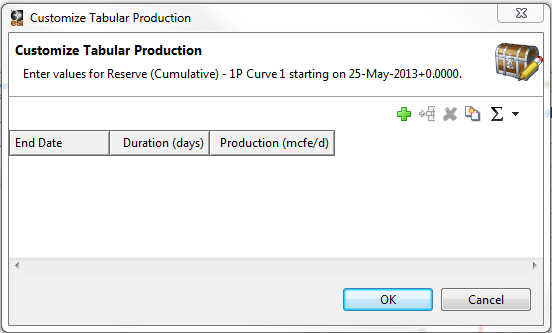 Customize Tabular Production
Customize Tabular Production
Enter values for Reserve (Cumulative) - 1P Curve 1 starting on 25-May-2013+0.0000.
End Date Duration (days) Production (mcfe/d)
OK Cancel